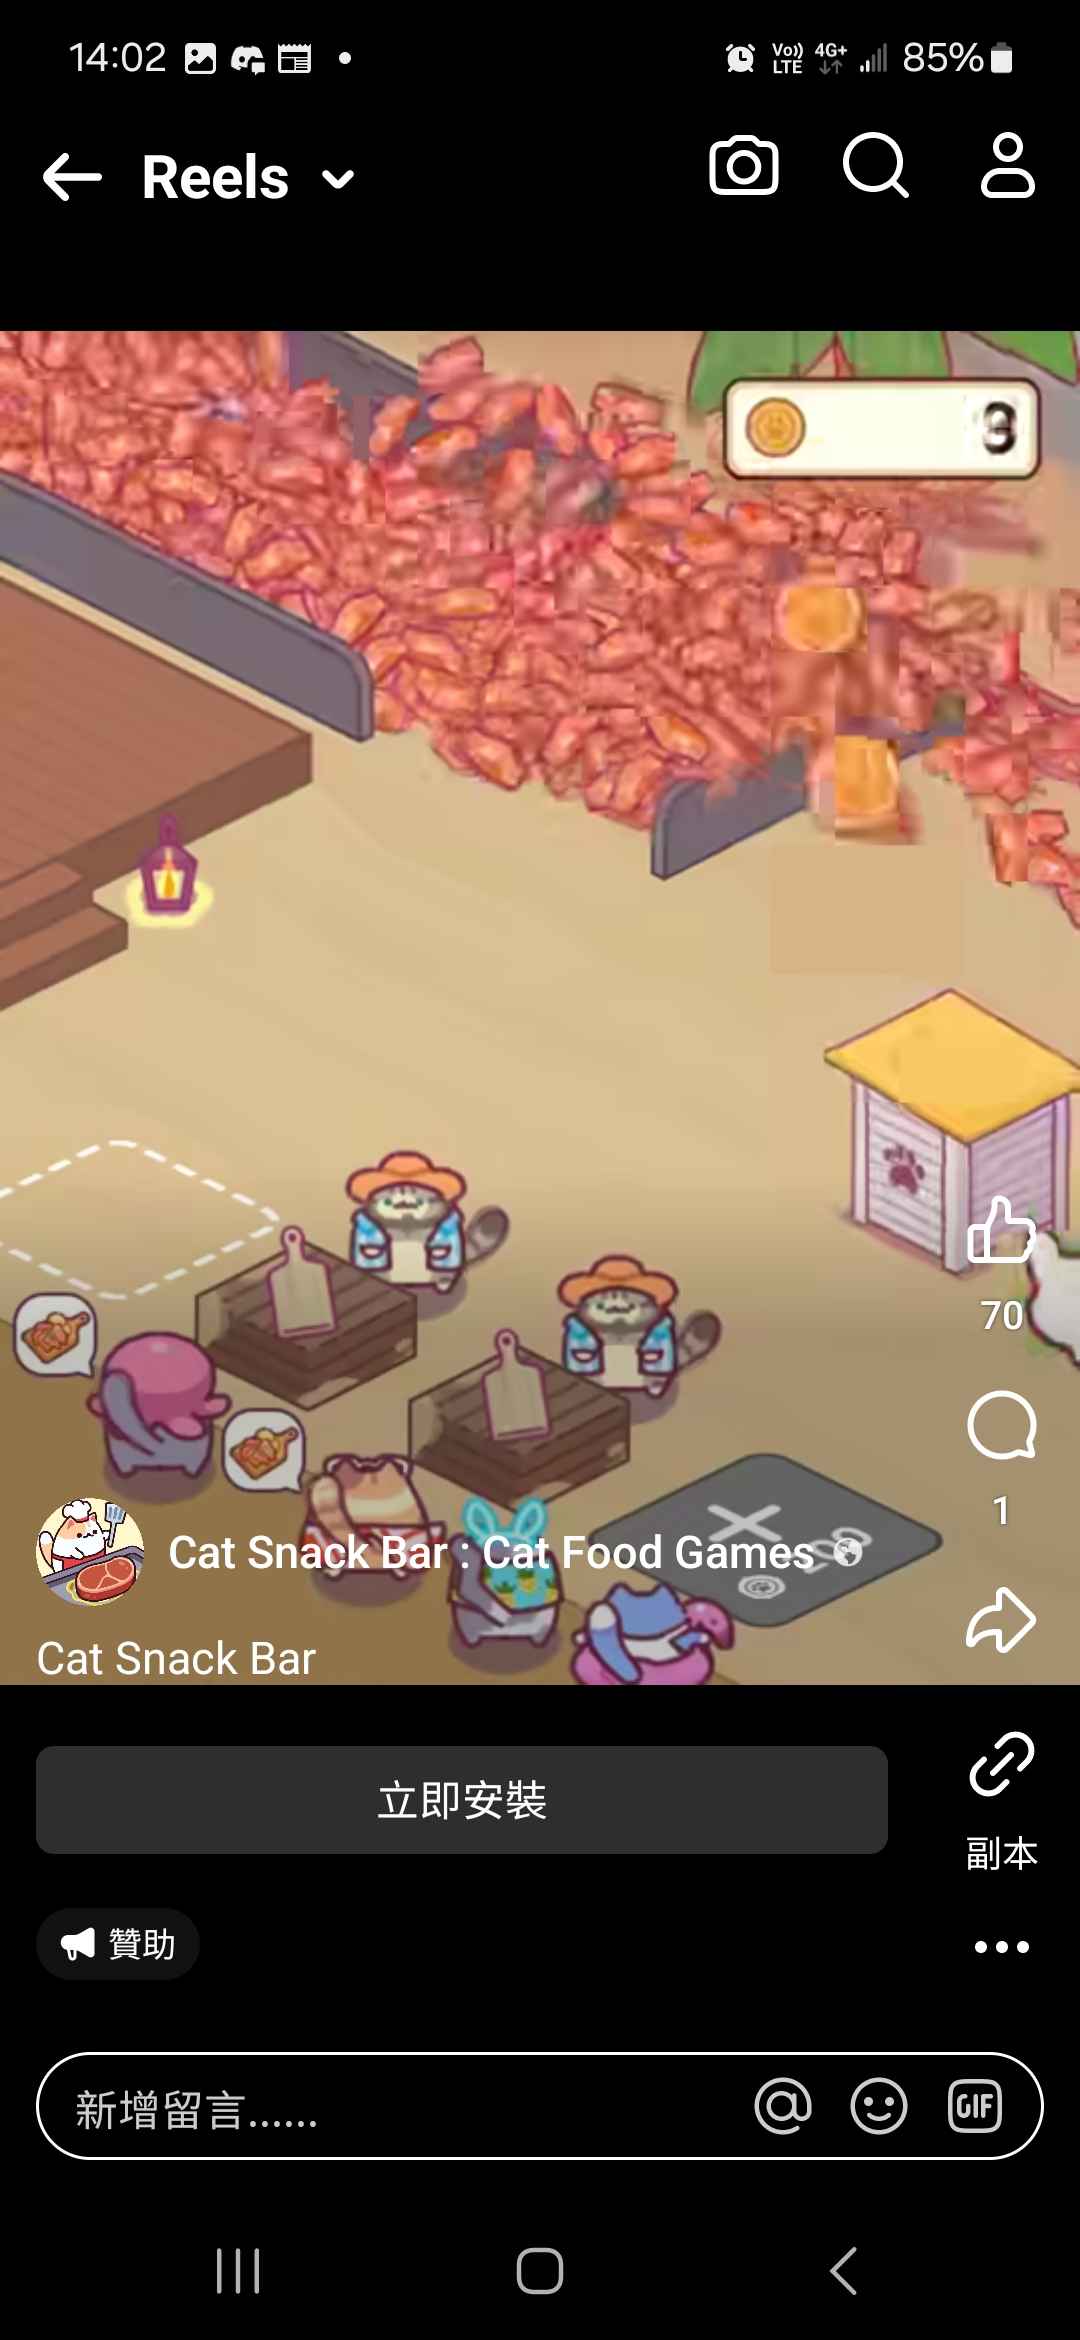 14:02
Vo)) LTE 4G+ 85%
Reels
70
1
Cat Snack Bar : Cat Food Games
Cat Snack Bar
立即安裝
副本
贊助
新增留言......
GIF